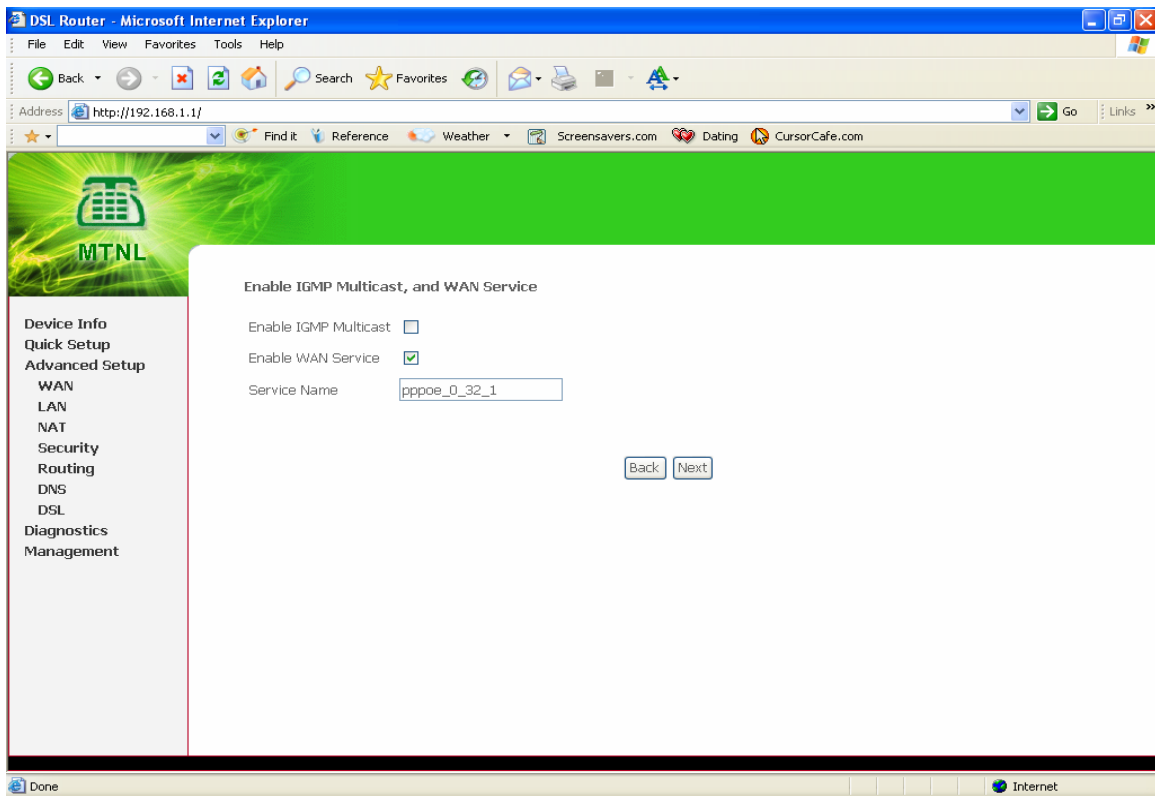 DSL Router - Microsoft Internet Explorer
File Edit View Favorites Tools Help
Back Search Favorites
Address http://192.168.1.1/ Go Links »
Find it Reference Weather Screensavers.com Dating CursorCafe.com
MTNL
Enable IGMP Multicast, and WAN Service
Device Info
Quick Setup
Advanced Setup
WAN
LAN
NAT
Security
Routing
DNS
DSL
Diagnostics
Management
Enable IGMP Multicast
Enable WAN Service
Service Name pppoe_0_32_1
Back Next
Done Internet